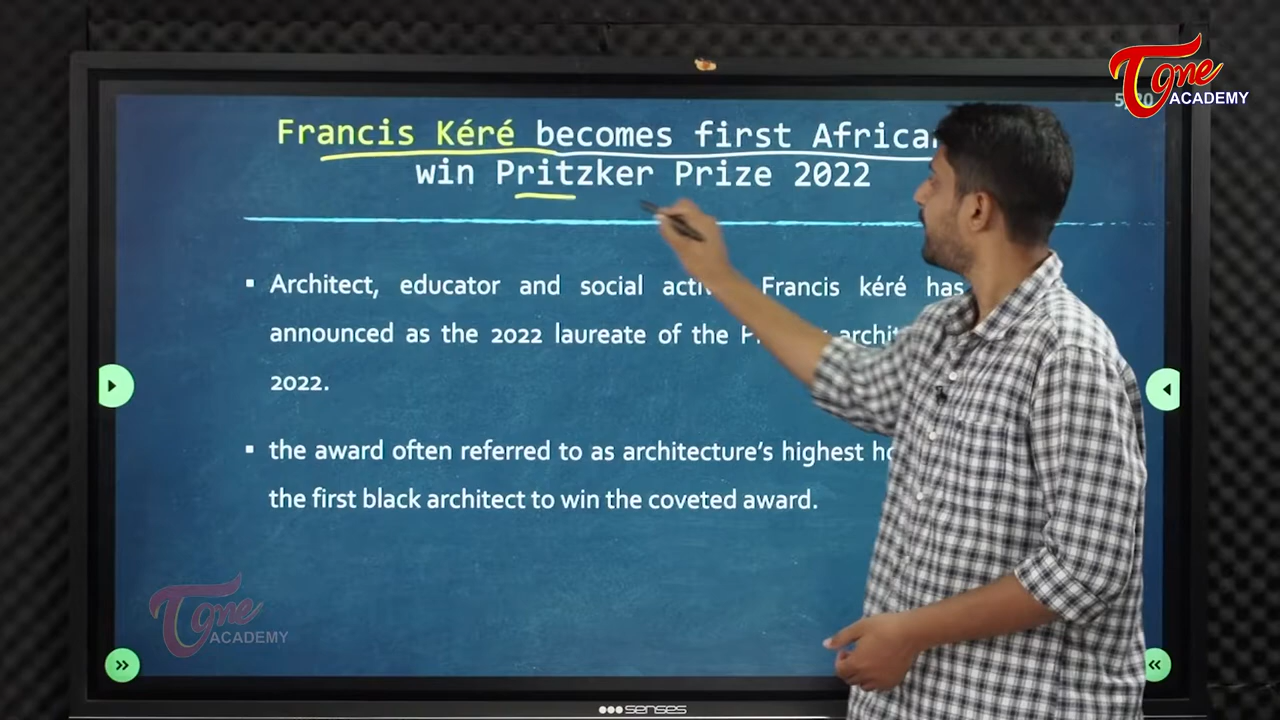 Tone
ACADEMY
Francis Kéré becomes first African
win Pritzker Prize 2022
▪ Architect, educator and social Francis kéré has
announced as the 2022 laureate of the
2022.
▪ the award often referred to as architecture's highest
the first black architect to win the coveted award.
Tone
ACADEMY
senses